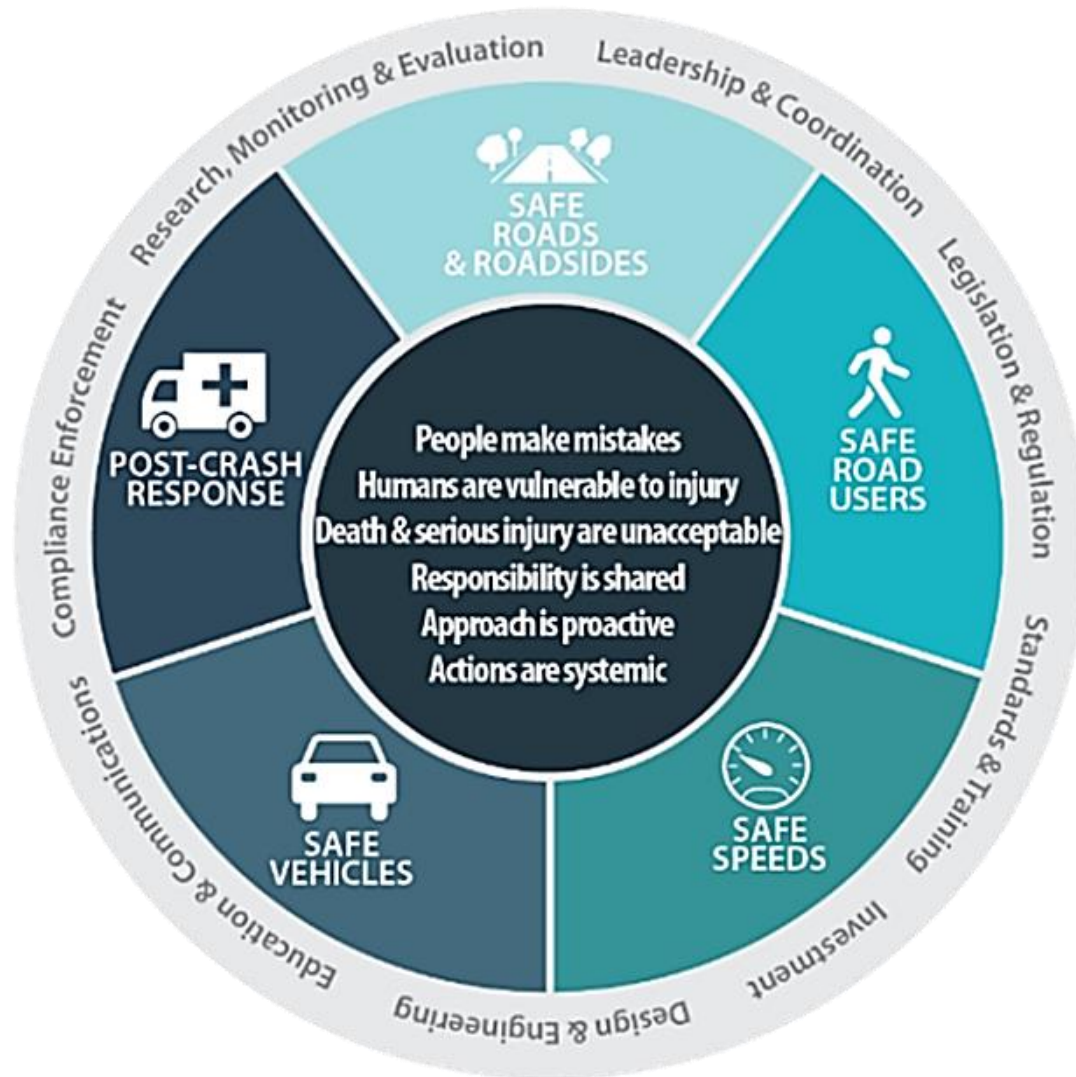 Research, Monitoring & Evaluation
Leadership & Coordination
Legislation & Regulation
Standards & Training
Investment
Design & Engineering
Education & Communications
Compliance Enforcement
SAFE
ROADS
& ROADSIDES
SAFE
ROAD
USERS
SAFE
SPEEDS
SAFE
VEHICLES
POST-CRASH
RESPONSE
People make mistakes
Humans are vulnerable to injury
Death & serious injury are unacceptable
Responsibility is shared
Approach is proactive
Actions are systemic